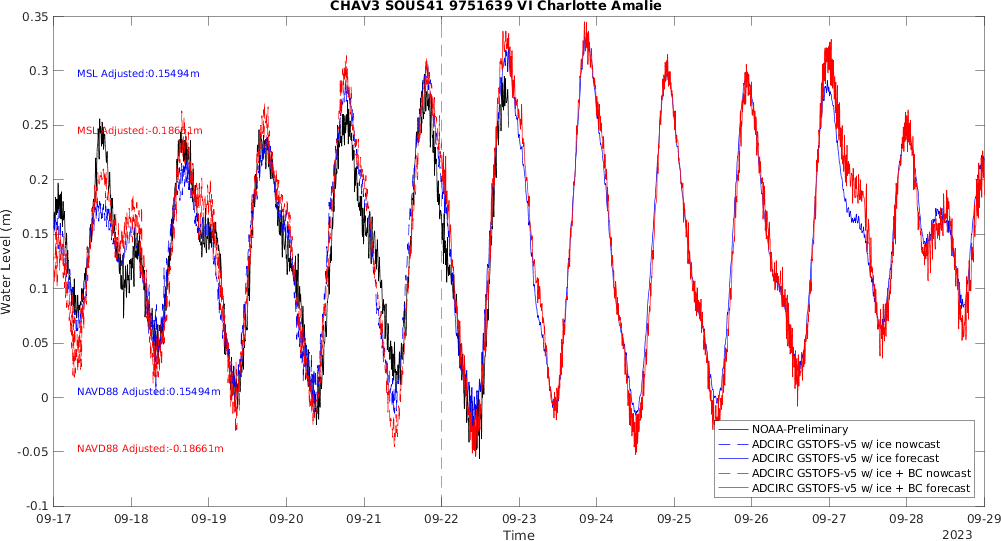 CHAV3 SOUS41 9751639 VI Charlotte Amalie
0.35
0.3
0.25
0.2
0.15
0.1
0.05
0
-0.05
-0.1
Water Level (m)
MSL Adjusted:0.15494m
MSL Adjusted:-0.18661m
NAVD88 Adjusted:0.15494m
NAVD88 Adjusted:-0.18661m
NOAA-Preliminary
ADCIRC GSTOFS-v5 w/ ice nowcast
ADCIRC GSTOFS-v5 w/ ice forecast
ADCIRC GSTOFS-v5 w/ ice + BC nowcast
ADCIRC GSTOFS-v5 w/ ice + BC forecast
09-17 09-18 09-19 09-20 09-21 09-22 09-23 09-24 09-25 09-26 09-27 09-28 09-29
Time
2023